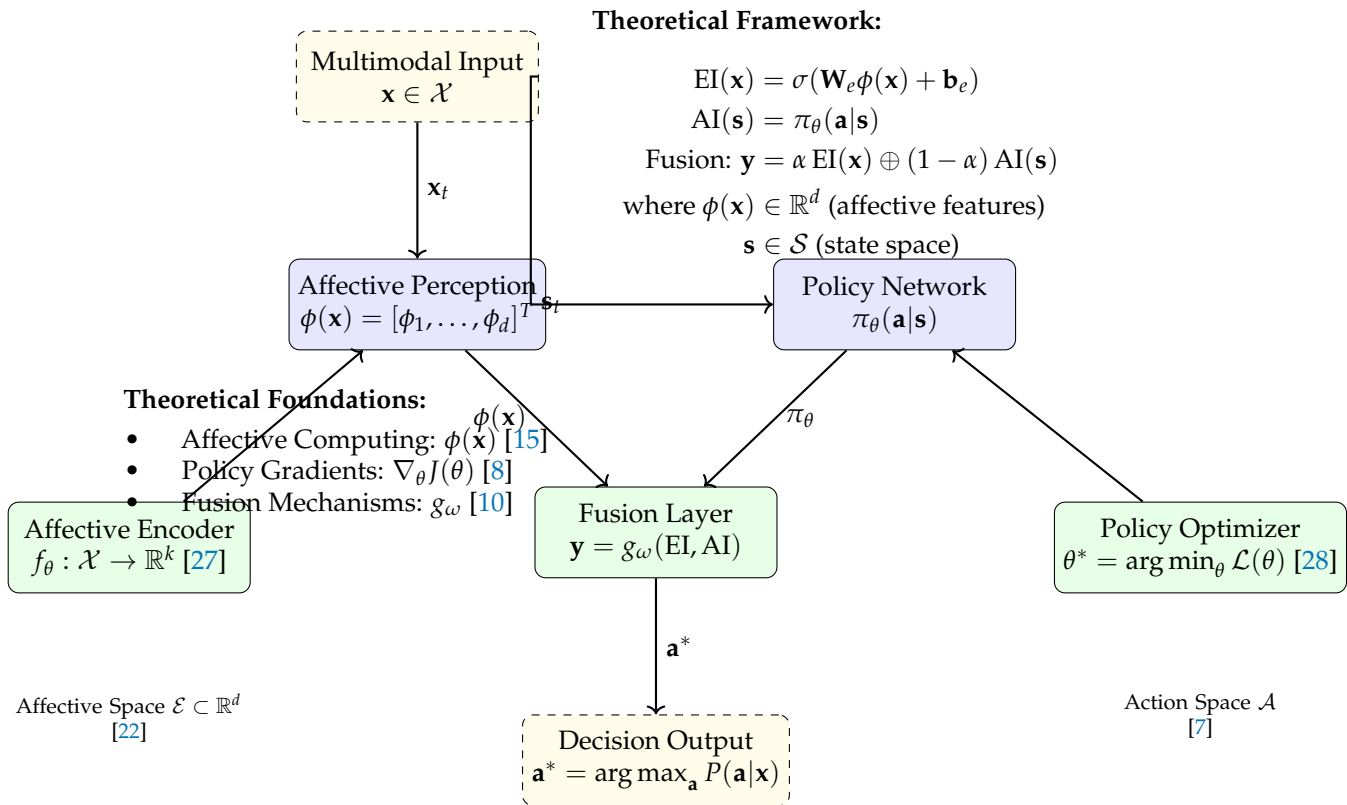 Theoretical Framework:
Multimodal Input
𝐱 ∈ 𝒳
EI(𝐱) = σ(𝐖ₑϕ(𝐱) + 𝐛ₑ)
AI(𝐬) = π_θ(𝐚|𝐬)
Fusion: 𝐲 = α EI(𝐱) ⊕ (1 − α) AI(𝐬)
where ϕ(𝐱) ∈ ℝ^d (affective features)
𝐬 ∈ 𝒮 (state space)
𝐱_t
Affective Perception
ϕ(𝐱) = [ϕ₁, . . . , ϕ_d]^T
𝐬_t
Policy Network
π_θ(𝐚|𝐬)
Theoretical Foundations:
• Affective Computing: ϕ(𝐱) [15]
• Policy Gradients: ∇_θ J(θ) [8]
• Fusion Mechanisms: g_ω [10]
ϕ(𝐱)
π_θ
Affective Encoder
f_θ : 𝒳 → ℝ^k [27]
Fusion Layer
𝐲 = g_ω(EI, AI)
Policy Optimizer
θ* = arg min_θ ℒ(θ) [28]
𝐚*
Affective Space ℰ ⊂ ℝ^d
[22]
Action Space 𝒜
[7]
Decision Output
𝐚* = arg max_𝐚 P(𝐚|𝐱)